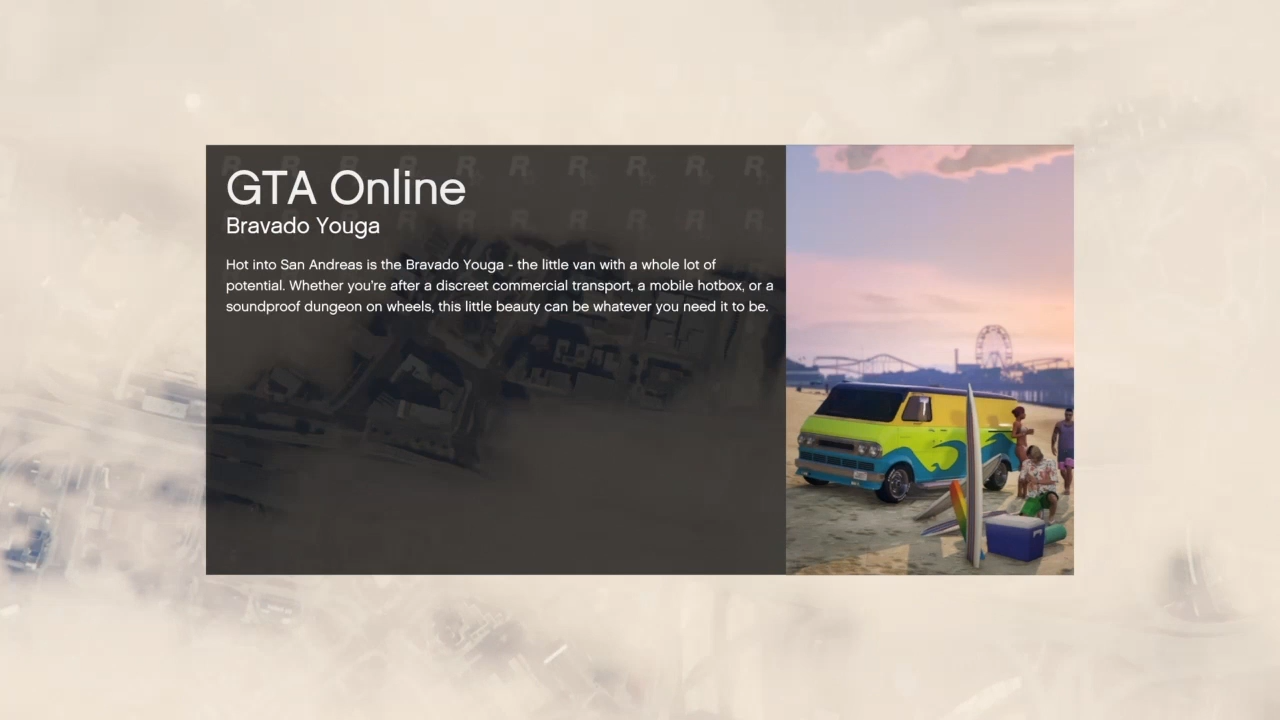 GTA Online
Bravado Youga
Hot into San Andreas is the Bravado Youga - the little van with a whole lot of
potential. Whether you're after a discreet commercial transport, a mobile hotbox, or a
soundproof dungeon on wheels, this little beauty can be whatever you need it to be.